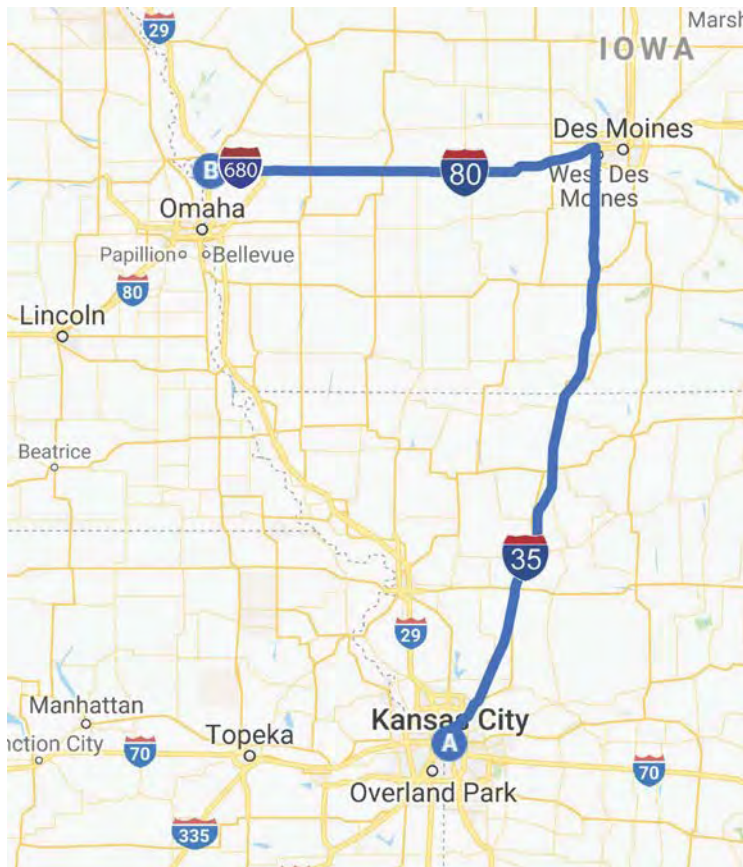 Marsh
29
IOWA
Des Moines
B
680
80
West Des
Moines
Omaha
Papillion
Bellevue
80
Lincoln
Beatrice
35
29
Manhattan
Kansas City
nction City
70
Topeka
A
70
Overland Park
335